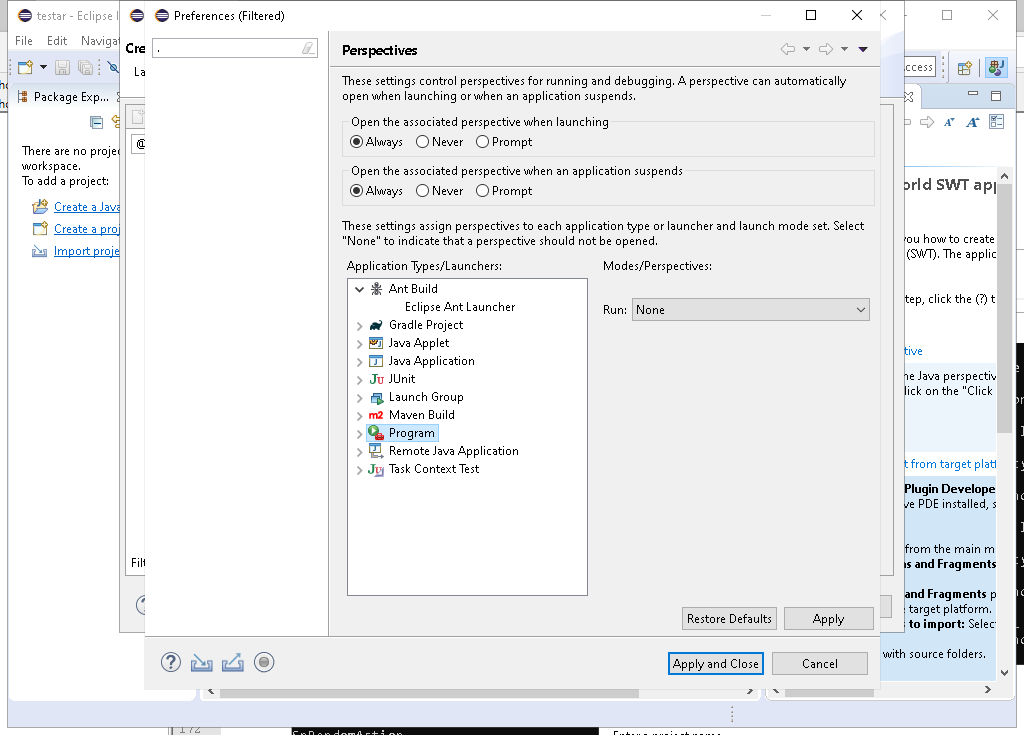 testar - Eclipse I
Preferences (Filtered)
File Edit Navigat
Package Exp...
There are no projec
workspace.
To add a project:
Create a Java
Create a proj
Import proje
Cre
La
@
Filt
.
Perspectives
These settings control perspectives for running and debugging. A perspective can automatically
open when launching or when an application suspends.
Open the associated perspective when launching
Always Never Prompt
Open the associated perspective when an application suspends
Always Never Prompt
These settings assign perspectives to each application type or launcher and launch mode set. Select
"None" to indicate that a perspective should not be opened.
Application Types/Launchers:
Modes/Perspectives:
Ant Build
Eclipse Ant Launcher
Run: None
Gradle Project
Java Applet
Java Application
JUnit
Launch Group
Maven Build
Program
Remote Java Application
Task Context Test
Restore Defaults
Apply
Apply and Close
Cancel
ccess
orld SWT app
you how to create
(SWT). The applic
tep, click the (?) t
tive
he Java perspectiv
lick on the "Click
t from target platf
Plugin Develope
ve PDE installed, s
from the main m
ns and Fragments
and Fragments p
target platform.
s to import: Selec
with source folders.
172
SpRandomAction
Enter a project name